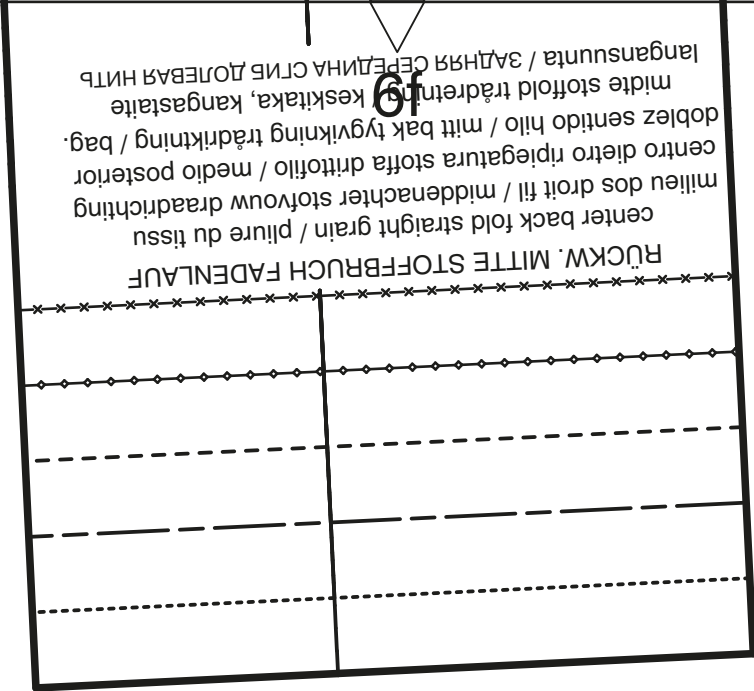 RÜCKW. MITTE STOFFBRUCH FADENLAUF
center back fold straight grain / pliure du tissu
milieu dos droit fil / middenachter stofvouw draadrichting
centro dietro ripiegatura stoffa drittofilo / medio posterior
doblez sentido hilo / mitt bak tygvikning trådriktning / bag.
midte stoffold trådretning / keskitaka, kangastaite
langansuunta / ЗАДНЯЯ СЕРЕДИНА СГИБ ДОЛЕВАЯ НИТЬ
6f